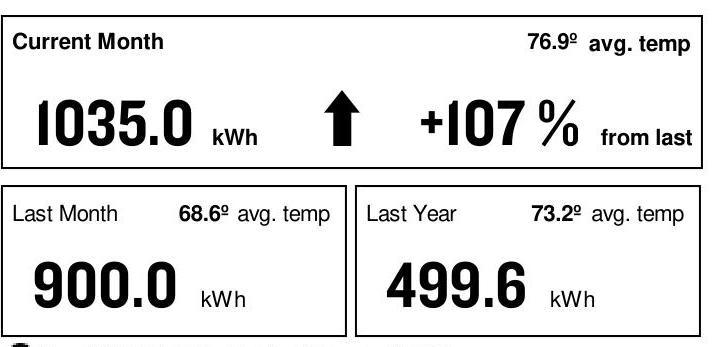 Current Month 76.9º avg. temp
1035.0 kWh +107 % from last
Last Month 68.6º avg. temp
900.0 kWh
Last Year 73.2º avg. temp
499.6 kWh